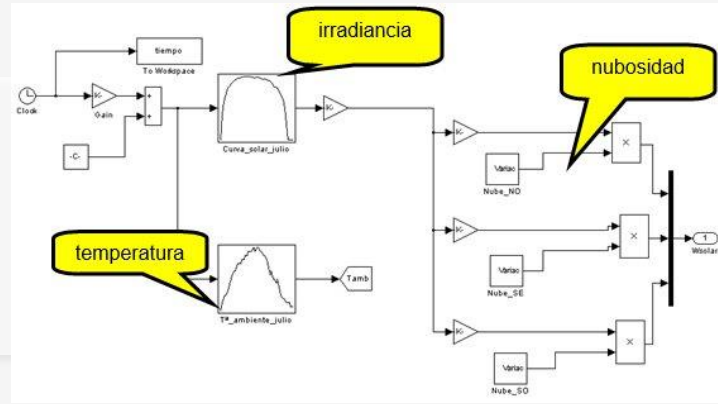 irradiancia
tiempo
To Workspace
nubosidad
Clock
K-
Gain
+
+
-C-
Curva_solar_julio
K-
K-
Variac
Nube_NO
×
temperatura
Tª_ambiente_julio
Tamb
K-
Variac
Nube_SE
×
1
Wsolar
K-
Variac
Nube_SO
×